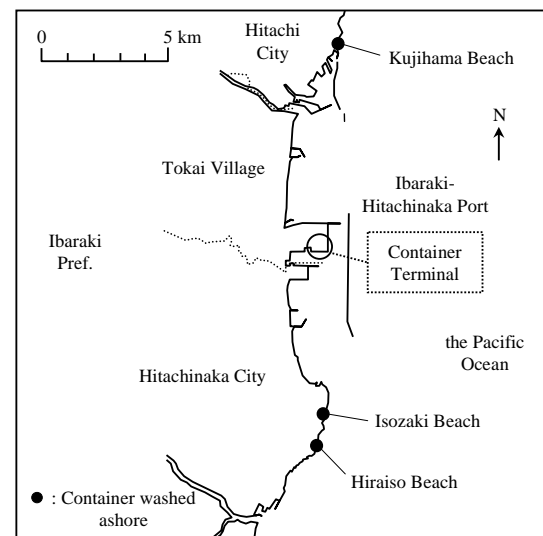 0
5 km
Hitachi
City
Kujihama Beach
N
Tokai Village
Ibaraki-
Hitachinaka Port
Ibaraki
Pref.
Container
Terminal
the Pacific
Ocean
Hitachinaka City
Isozaki Beach
Hiraiso Beach
: Container washed
ashore